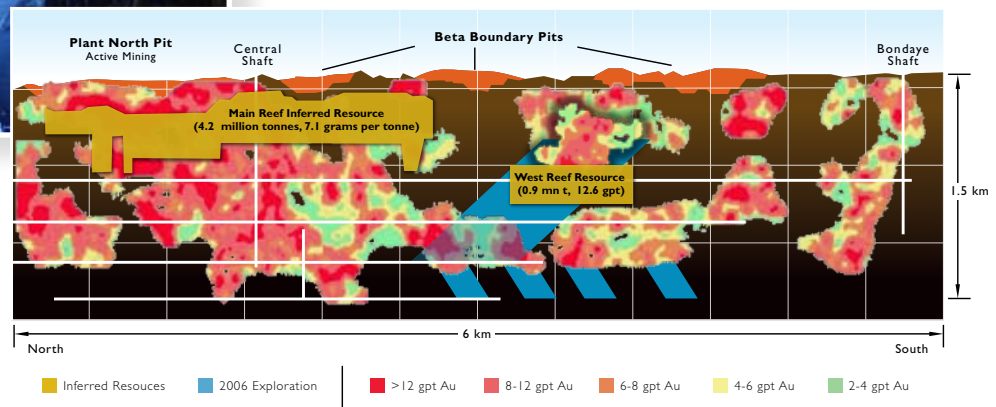 Plant North Pit
Active Mining
Central
Shaft
Beta Boundary Pits
Bondaye
Shaft
Main Reef Inferred Resource
(4.2 million tonnes, 7.1 grams per tonne)
West Reef Resource
(0.9 mn t, 12.6 gpt)
1.5 km
6 km
North
South
Inferred Resouces
2006 Exploration
>12 gpt Au
8-12 gpt Au
6-8 gpt Au
4-6 gpt Au
2-4 gpt Au